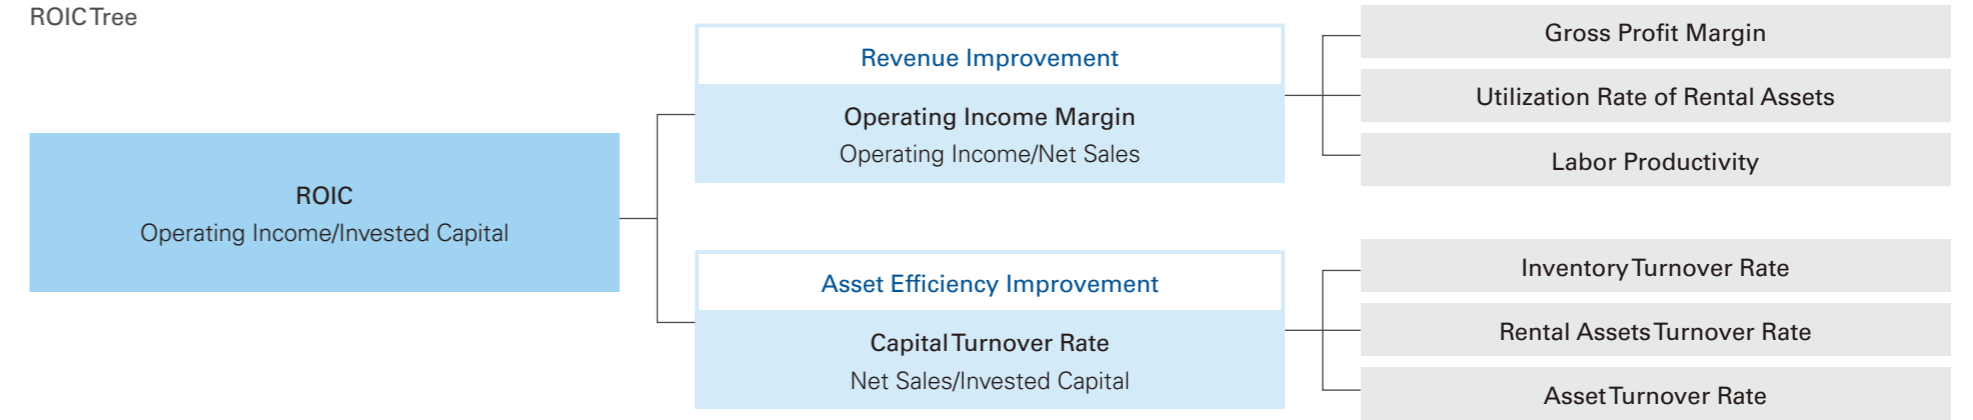 ROIC Tree
ROIC
Operating Income/Invested Capital
Revenue Improvement
Operating Income Margin
Operating Income/Net Sales
Asset Efficiency Improvement
Capital Turnover Rate
Net Sales/Invested Capital
Gross Profit Margin
Utilization Rate of Rental Assets
Labor Productivity
Inventory Turnover Rate
Rental Assets Turnover Rate
Asset Turnover Rate